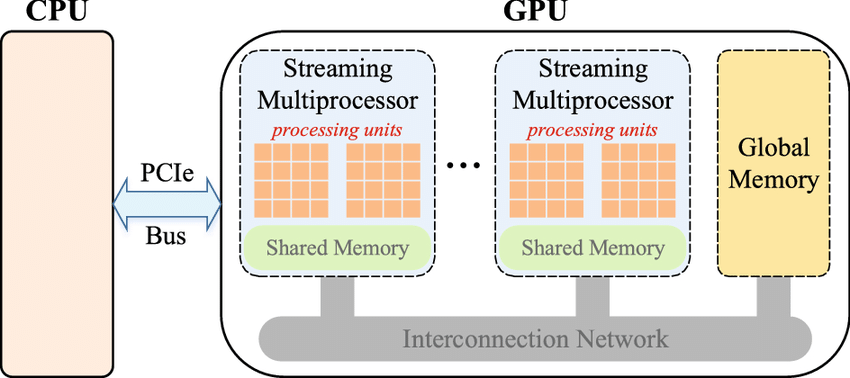 CPU
GPU
PCIe
Bus
Streaming
Multiprocessor
processing units
Shared Memory
...
Streaming
Multiprocessor
processing units
Shared Memory
Global
Memory
Interconnection Network